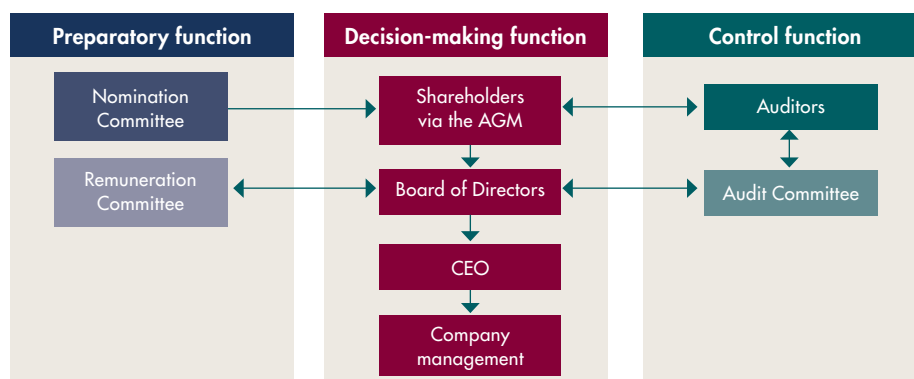 Preparatory function
Decision-making function
Control function
Nomination
Committee
Shareholders
via the AGM
Auditors
Remuneration
Committee
Board of Directors
Audit Committee
CEO
Company
management